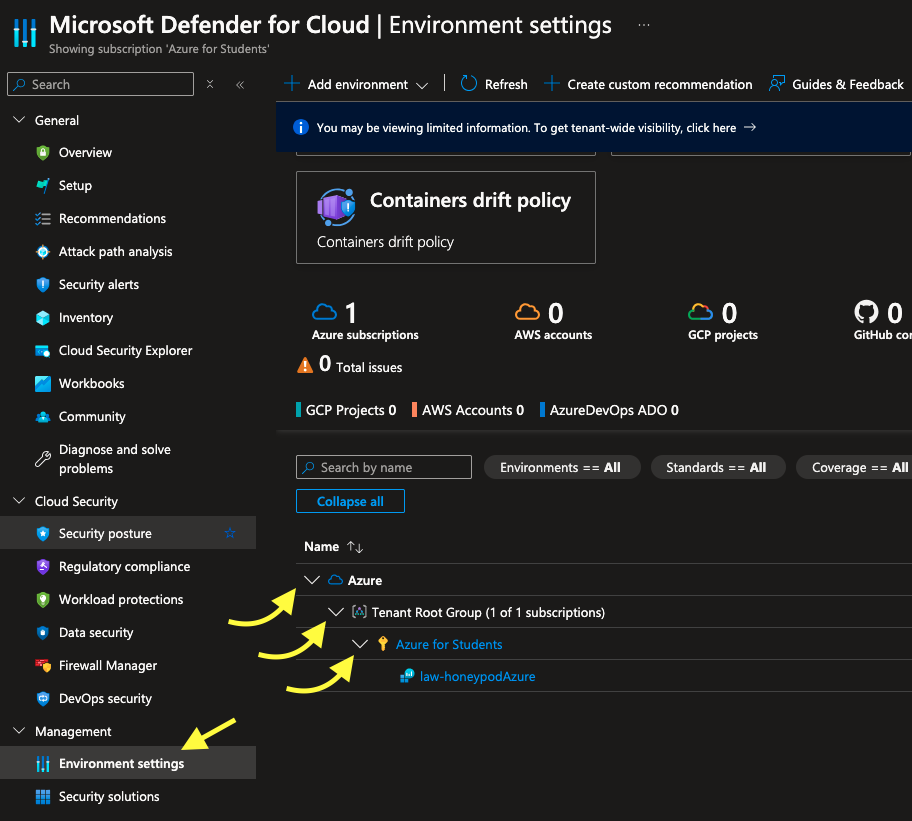 Microsoft Defender for Cloud | Environment settings ...
Showing subscription 'Azure for Students'
Search
Add environment
Refresh
Create custom recommendation
Guides & Feedback
You may be viewing limited information. To get tenant-wide visibility, click here →
General
Overview
Setup
Recommendations
Attack path analysis
Security alerts
Inventory
Cloud Security Explorer
Workbooks
Community
Diagnose and solve
problems
Cloud Security
Security posture
Regulatory compliance
Workload protections
Data security
Firewall Manager
DevOps security
Management
Environment settings
Security solutions
Containers drift policy
Containers drift policy
1
Azure subscriptions
0
AWS accounts
0
GCP projects
0
GitHub con
0 Total issues
GCP Projects 0
AWS Accounts 0
AzureDevOps ADO 0
Search by name
Environments == All
Standards == All
Coverage == All
Collapse all
Name ↑↓
Azure
Tenant Root Group (1 of 1 subscriptions)
Azure for Students
law-honeypodAzure